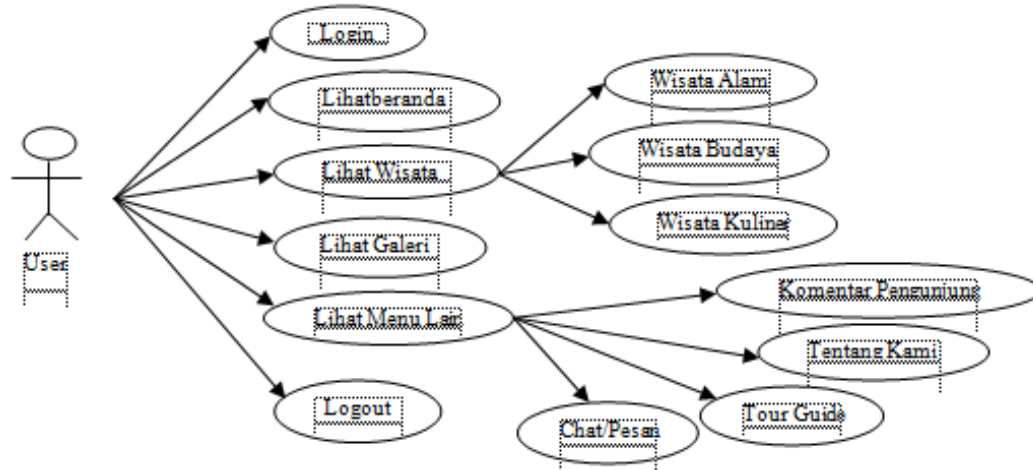 Login
Lihatberanda
Lihat Wisata
Lihat Galeri
Lihat Menu Lair
Logout
User
Wisata Alam
Wisata Budaya
Wisata Kuliner
Komentar Pengunjung
Tentang Kami
Tour Guide
Chat/Pesan